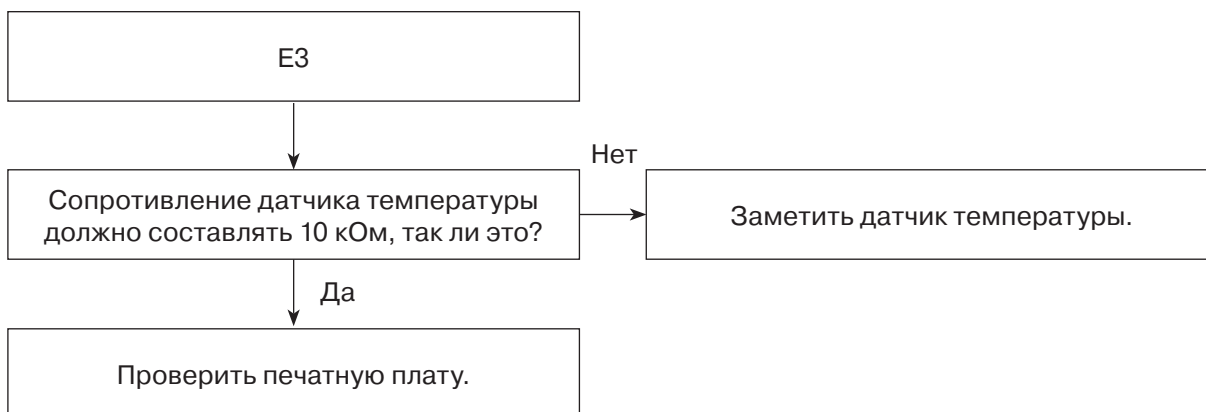 E3
Нет
Сопротивление датчика температуры
должно составлять 10 кОм, так ли это?
Заметить датчик температуры.
Да
Проверить печатную плату.